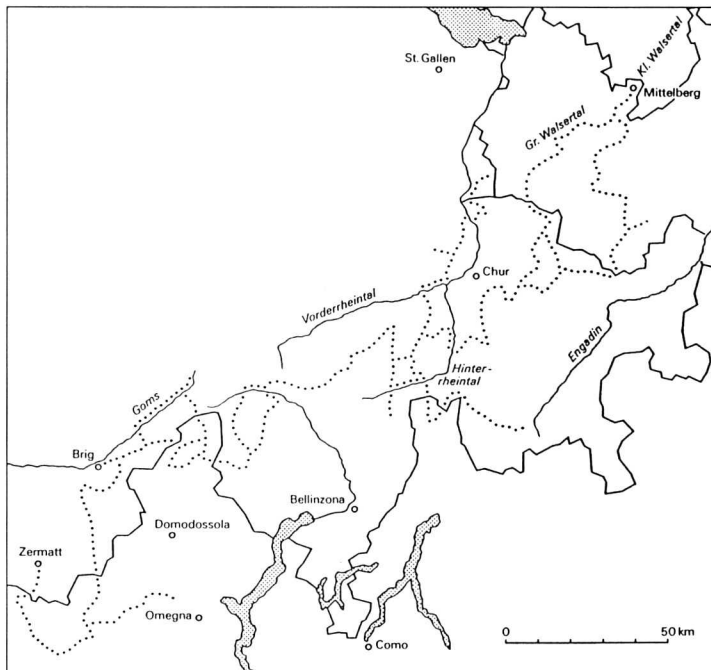 St. Gallen
Kl. Walsertal
Mittelberg
Gr. Walsertal
Chur
Vorderrheintal
Engadin
Hinter-
rheintal
Goms
Brig
Bellinzona
Domodossola
Zermatt
Omegna
Como
0 50 km